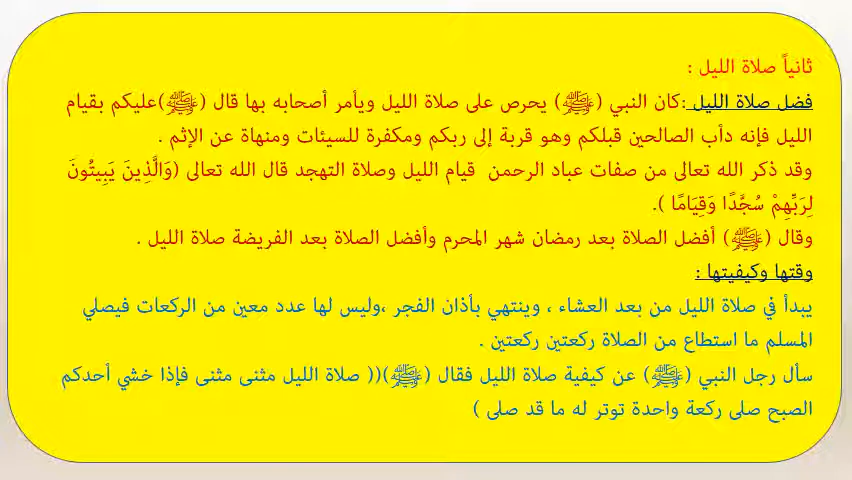 ثانياً صلاة الليل :
فضل صلاة الليل :كان النبي (ﷺ) يحرص على صلاة الليل ويأمر أصحابه بها قال (ﷺ)عليكم بقيام
الليل فإنه دأب الصالحين قبلكم وهو قربة إلى ربكم ومكفرة للسيئات ومنهاة عن الإثم .
وقد ذكر الله تعالى من صفات عباد الرحمن قيام الليل وصلاة التهجد قال الله تعالى (وَالَّذِينَ يَبِيتُونَ
لِرَبِّهِمْ سُجَّدًا وَقِيَامًا ).
وقال (ﷺ) أفضل الصلاة بعد رمضان شهر المحرم وأفضل الصلاة بعد الفريضة صلاة الليل .
وقتها وكيفيتها :
يبدأ في صلاة الليل من بعد العشاء ، وينتهي بأذان الفجر ،وليس لها عدد معين من الركعات فيصلي
المسلم ما استطاع من الصلاة ركعتين ركعتين .
سأل رجل النبي (ﷺ) عن كيفية صلاة الليل فقال (ﷺ)(( صلاة الليل مثنى مثنى فإذا خشي أحدكم
الصبح صلى ركعة واحدة توتر له ما قد صلى )